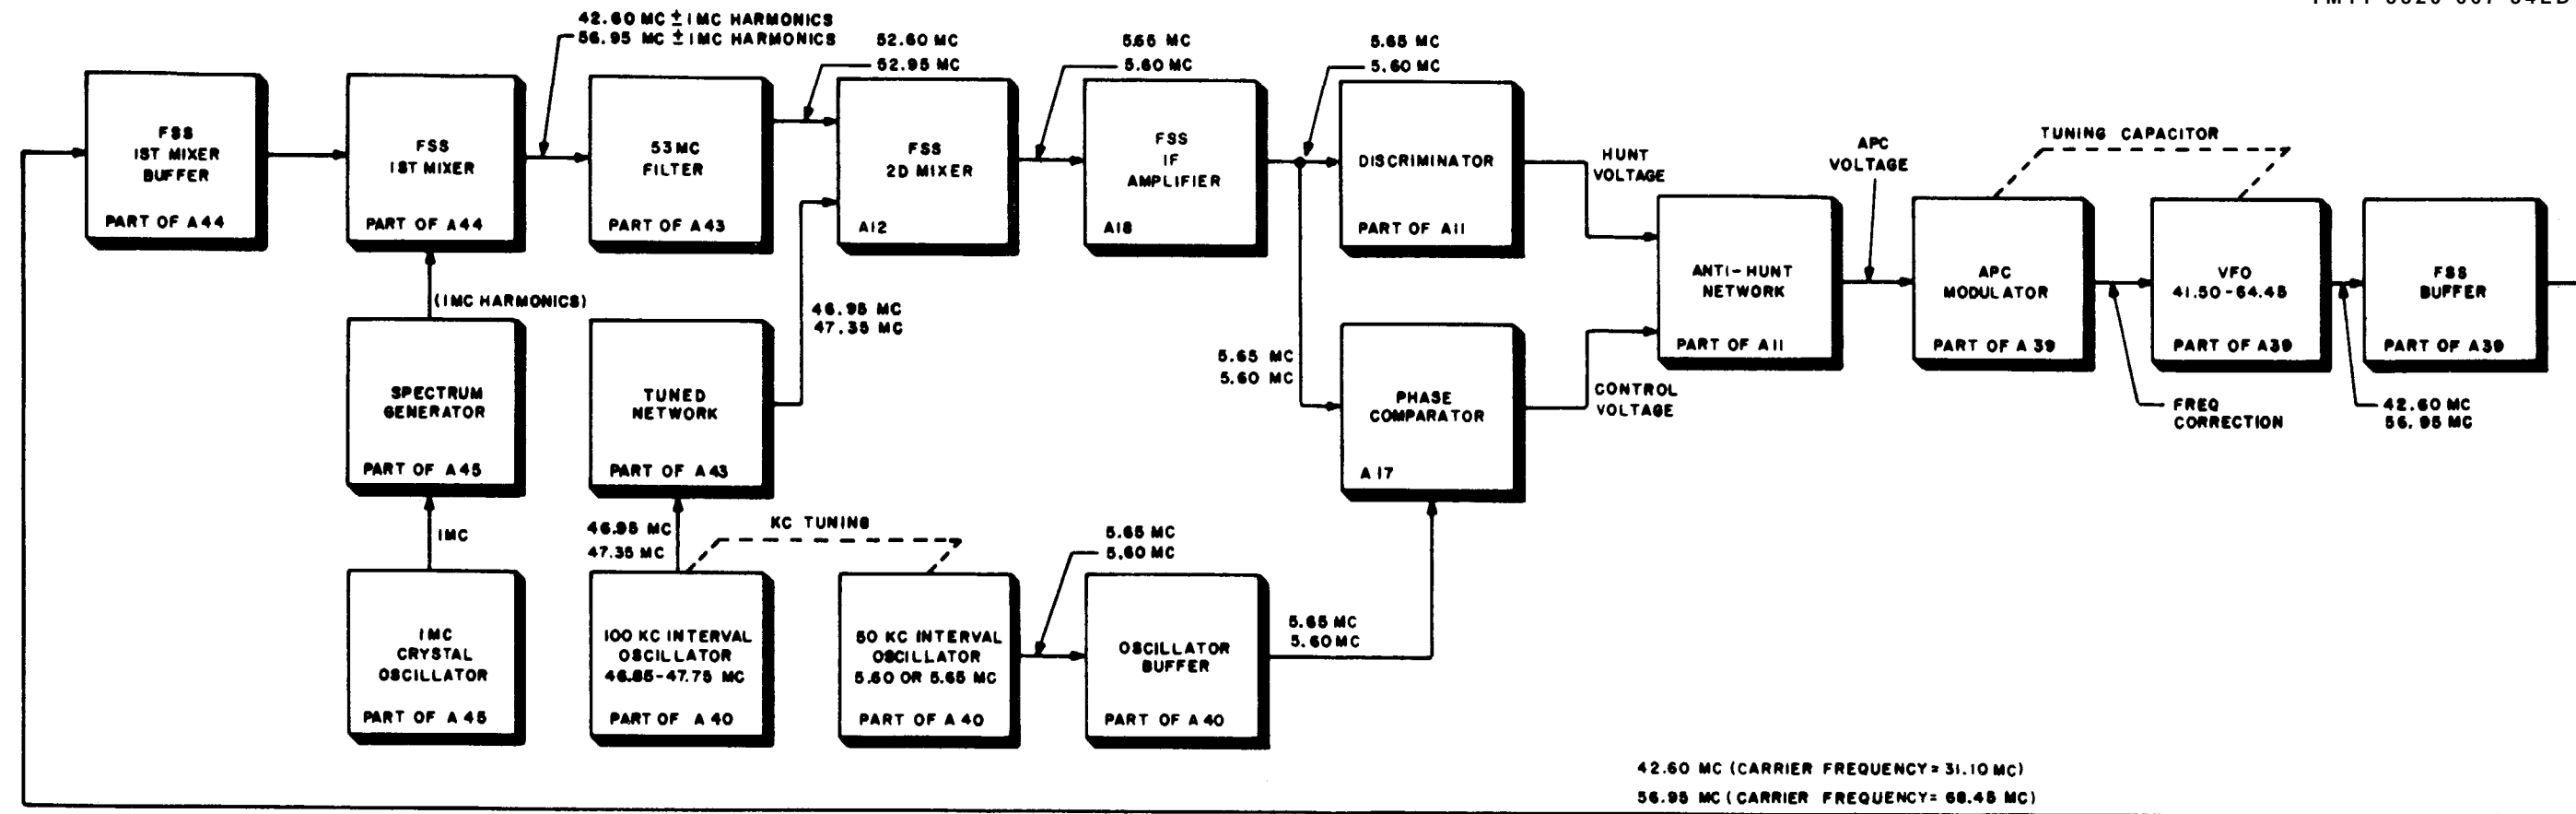 42.60 MC ± 1MC HARMONICS
56.95 MC ± 1MC HARMONICS
52.60 MC
52.95 MC
5.65 MC
5.60 MC
5.65 MC
5.60 MC
FSS
1ST MIXER
BUFFER
PART OF A44
FSS
1ST MIXER
PART OF A44
53MC
FILTER
PART OF A43
FSS
2D MIXER
A12
FSS
IF
AMPLIFIER
A18
DISCRIMINATOR
PART OF A11
HUNT
VOLTAGE
APC
VOLTAGE
TUNING CAPACITOR
ANTI-HUNT
NETWORK
PART OF A11
APC
MODULATOR
PART OF A39
VFO
41.50-64.45
PART OF A39
FSS
BUFFER
PART OF A39
(1MC HARMONICS)
46.95 MC
47.35 MC
SPECTRUM
GENERATOR
PART OF A45
TUNED
NETWORK
PART OF A43
5.65 MC
5.60 MC
PHASE
COMPARATOR
A17
CONTROL
VOLTAGE
FREQ
CORRECTION
42.60 MC
56.95 MC
1MC
46.95 MC
47.35 MC
KC TUNING
5.65 MC
5.60 MC
1MC
CRYSTAL
OSCILLATOR
PART OF A45
100 KC INTERVAL
OSCILLATOR
46.85-47.75 MC
PART OF A40
50 KC INTERVAL
OSCILLATOR
5.60 OR 5.65 MC
PART OF A40
OSCILLATOR
BUFFER
PART OF A40
5.65 MC
5.60 MC
42.60 MC (CARRIER FREQUENCY = 31.10 MC)
56.95 MC (CARRIER FREQUENCY = 68.45 MC)